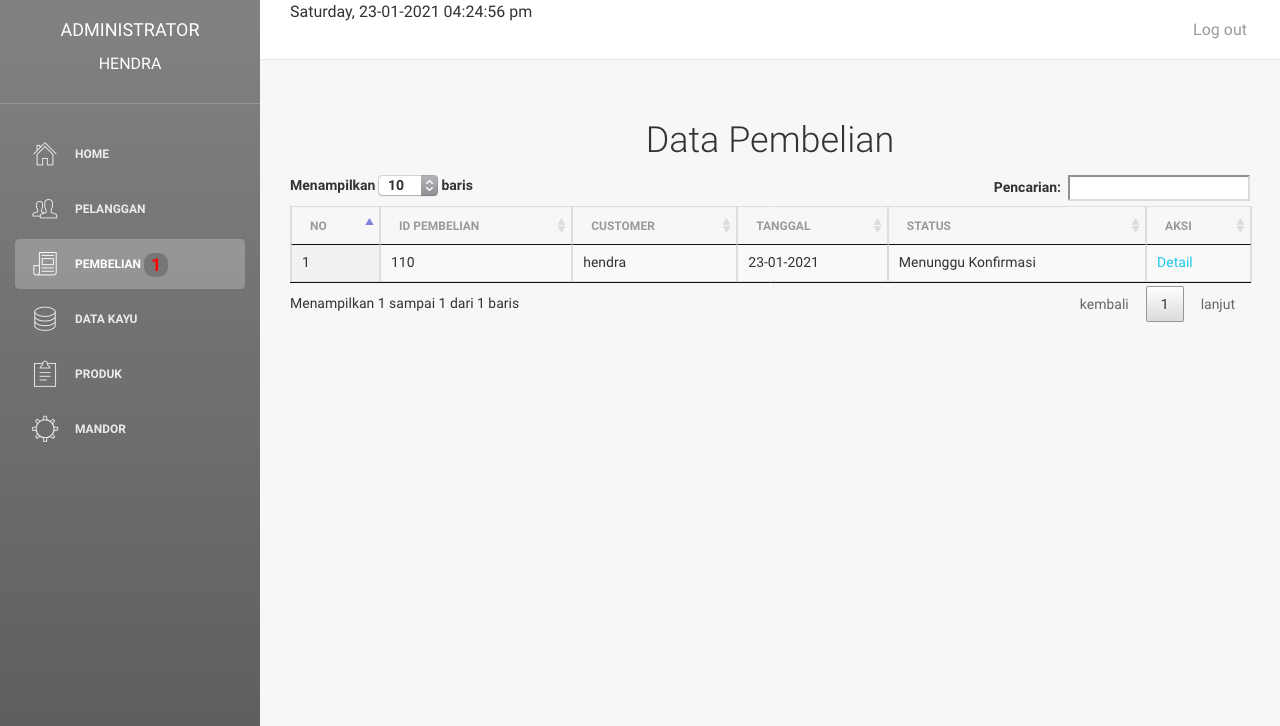 ADMINISTRATOR
HENDRA
HOME
PELANGGAN
PEMBELIAN 1
DATA KAYU
PRODUK
MANDOR
Saturday, 23-01-2021 04:24:56 pm
Log out
Data Pembelian
Menampilkan 10 baris
Pencarian:
NO ID PEMBELIAN CUSTOMER TANGGAL STATUS AKSI
1 110 hendra 23-01-2021 Menunggu Konfirmasi Detail
Menampilkan 1 sampai 1 dari 1 baris
kembali 1 lanjut